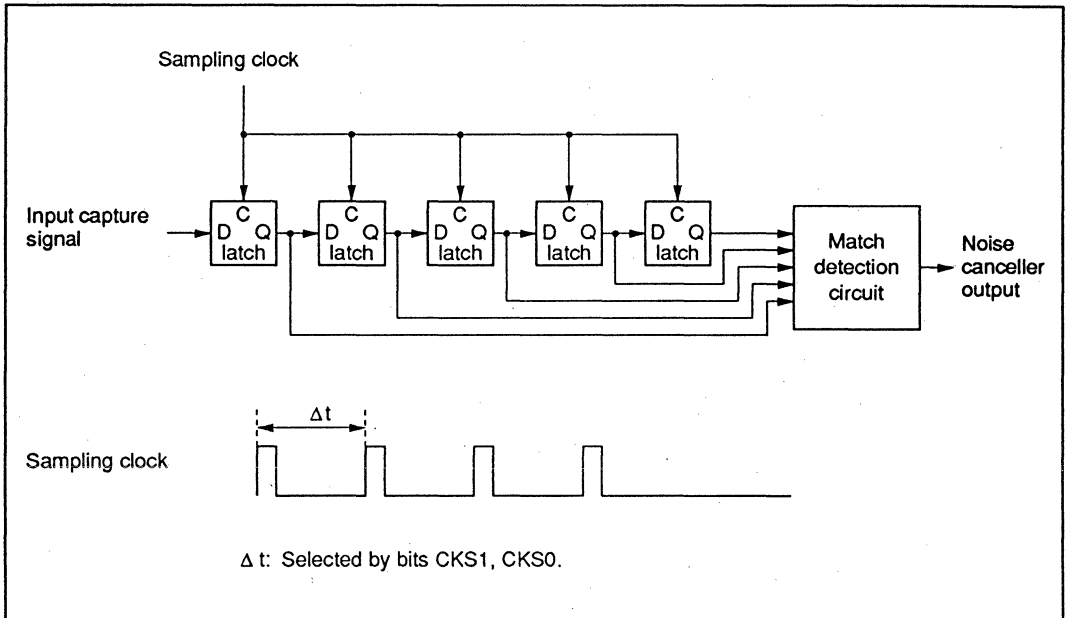 Sampling clock
Input capture
signal
C
D Q
latch
C
D Q
latch
C
D Q
latch
C
D Q
latch
C
D Q
latch
Match
detection
circuit
Noise
canceller
output
Δ t
Sampling clock
Δ t: Selected by bits CKS1, CKS0.